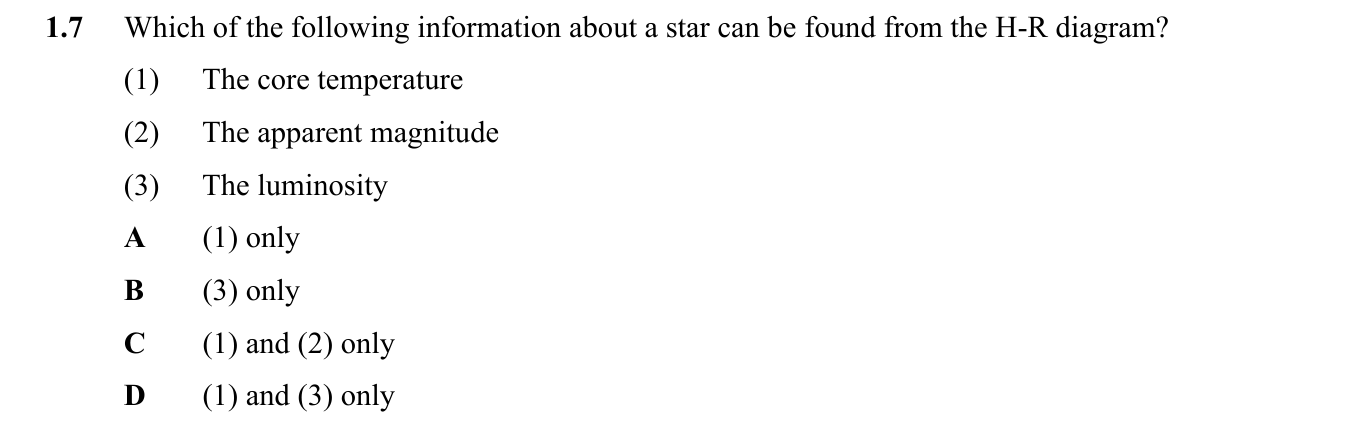 1.7 Which of the following information about a star can be found from the H-R diagram?
(1) The core temperature
(2) The apparent magnitude
(3) The luminosity
A (1) only
B (3) only
C (1) and (2) only
D (1) and (3) only